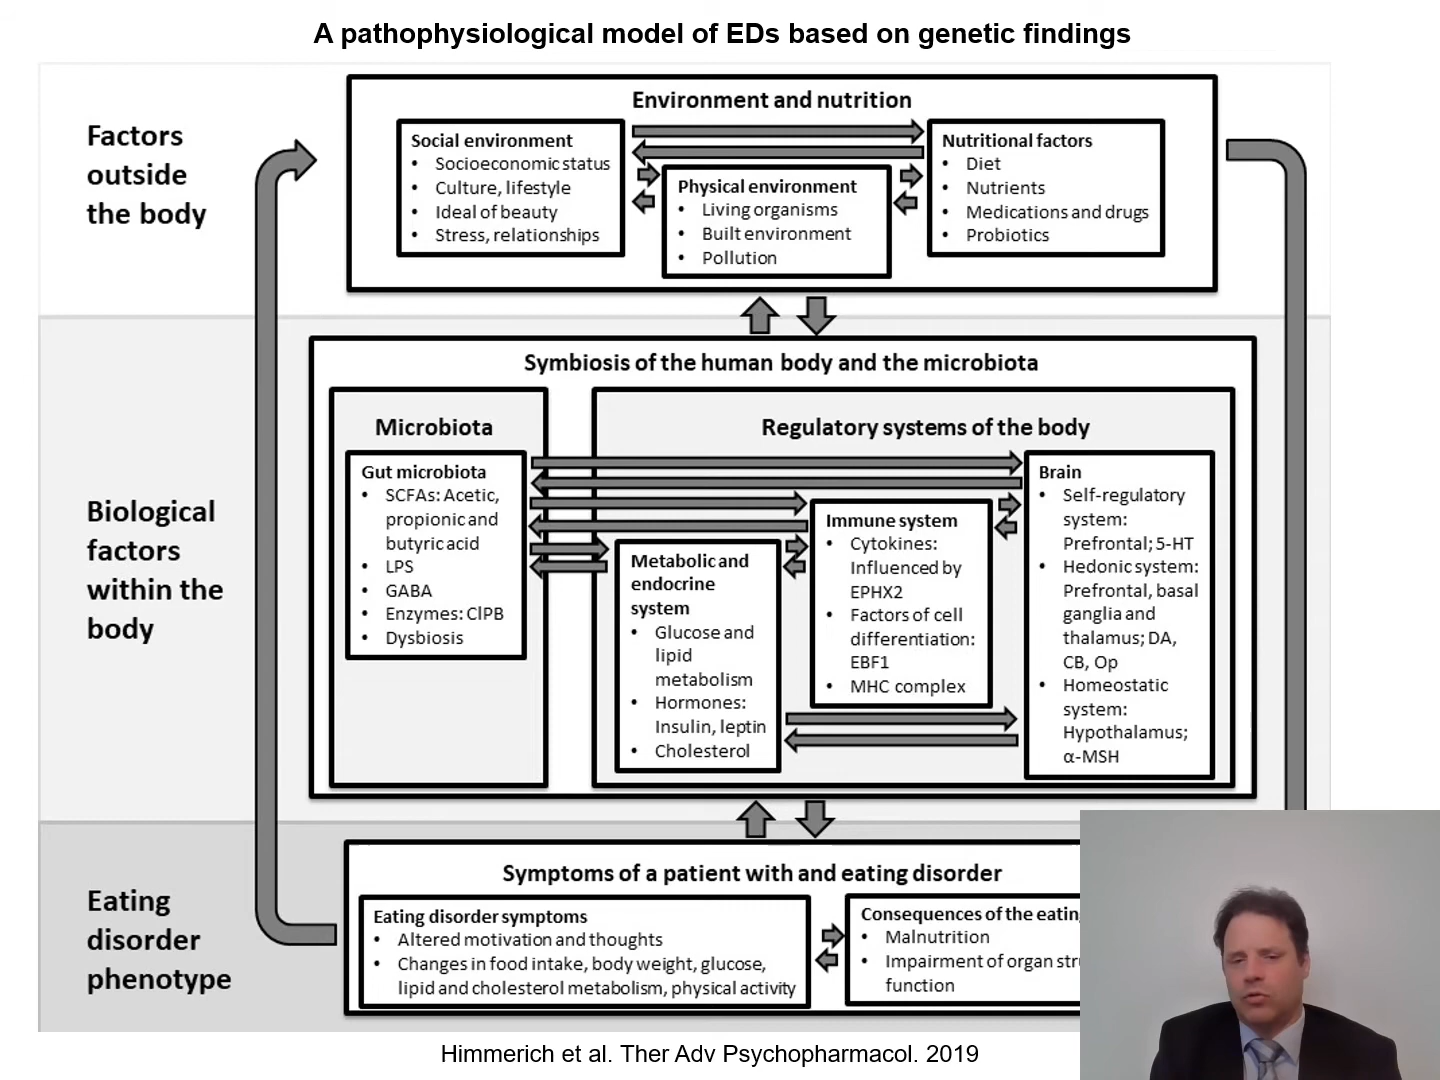 A pathophysiological model of EDs based on genetic findings
Factors
outside
the body
Environment and nutrition
Social environment
• Socioeconomic status
• Culture, lifestyle
• Ideal of beauty
• Stress, relationships
Physical environment
• Living organisms
• Built environment
• Pollution
Nutritional factors
• Diet
• Nutrients
• Medications and drugs
• Probiotics
Biological
factors
within the
body
Symbiosis of the human body and the microbiota
Microbiota
Gut microbiota
• SCFAs: Acetic,
propionic and
butyric acid
• LPS
• GABA
• Enzymes: ClPB
• Dysbiosis
Regulatory systems of the body
Metabolic and
endocrine
system
• Glucose and
lipid
metabolism
• Hormones:
Insulin, leptin
• Cholesterol
Immune system
• Cytokines:
Influenced by
EPHX2
• Factors of cell
differentiation:
EBF1
• MHC complex
Brain
• Self-regulatory
system:
Prefrontal; 5-HT
• Hedonic system:
Prefrontal, basal
ganglia and
thalamus; DA,
CB, Op
• Homeostatic
system:
Hypothalamus;
α-MSH
Eating
disorder
phenotype
Symptoms of a patient with and eating disorder
Eating disorder symptoms
• Altered motivation and thoughts
• Changes in food intake, body weight, glucose,
lipid and cholesterol metabolism, physical activity
Consequences of the eatin
• Malnutrition
• Impairment of organ str
function
Himmerich et al. Ther Adv Psychopharmacol. 2019